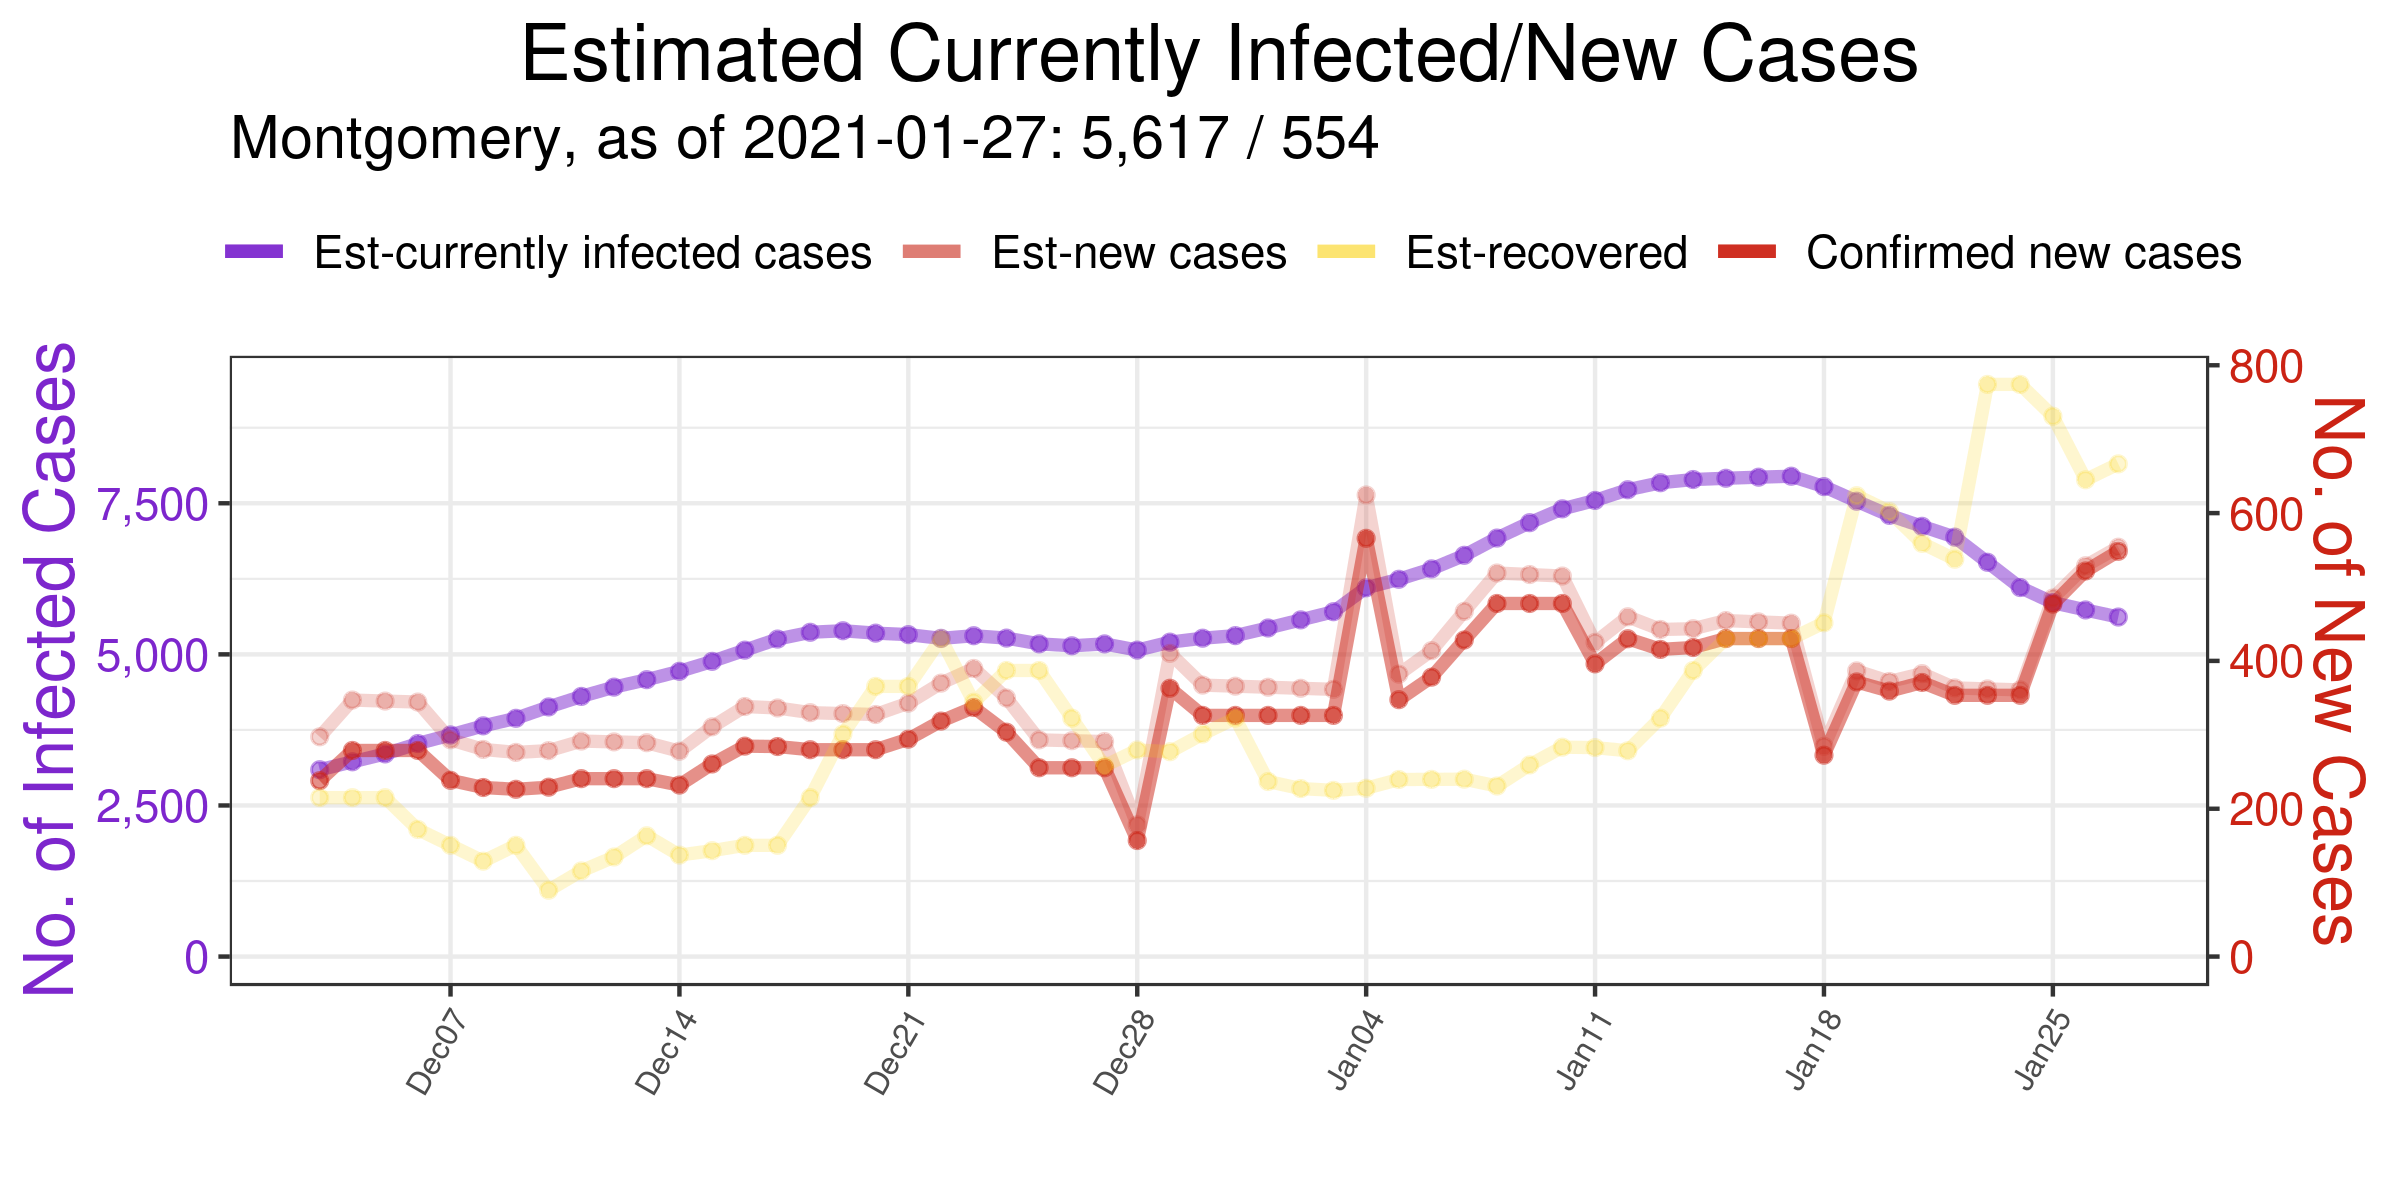 Estimated Currently Infected/New Cases
Montgomery, as of 2021-01-27: 5,617 / 554
Est-currently infected cases Est-new cases Est-recovered Confirmed new cases
No. of Infected Cases
7,500
5,000
2,500
0
800
600
400
200
0
No. of New Cases
Dec07 Dec14 Dec21 Dec28 Jan04 Jan11 Jan18 Jan25